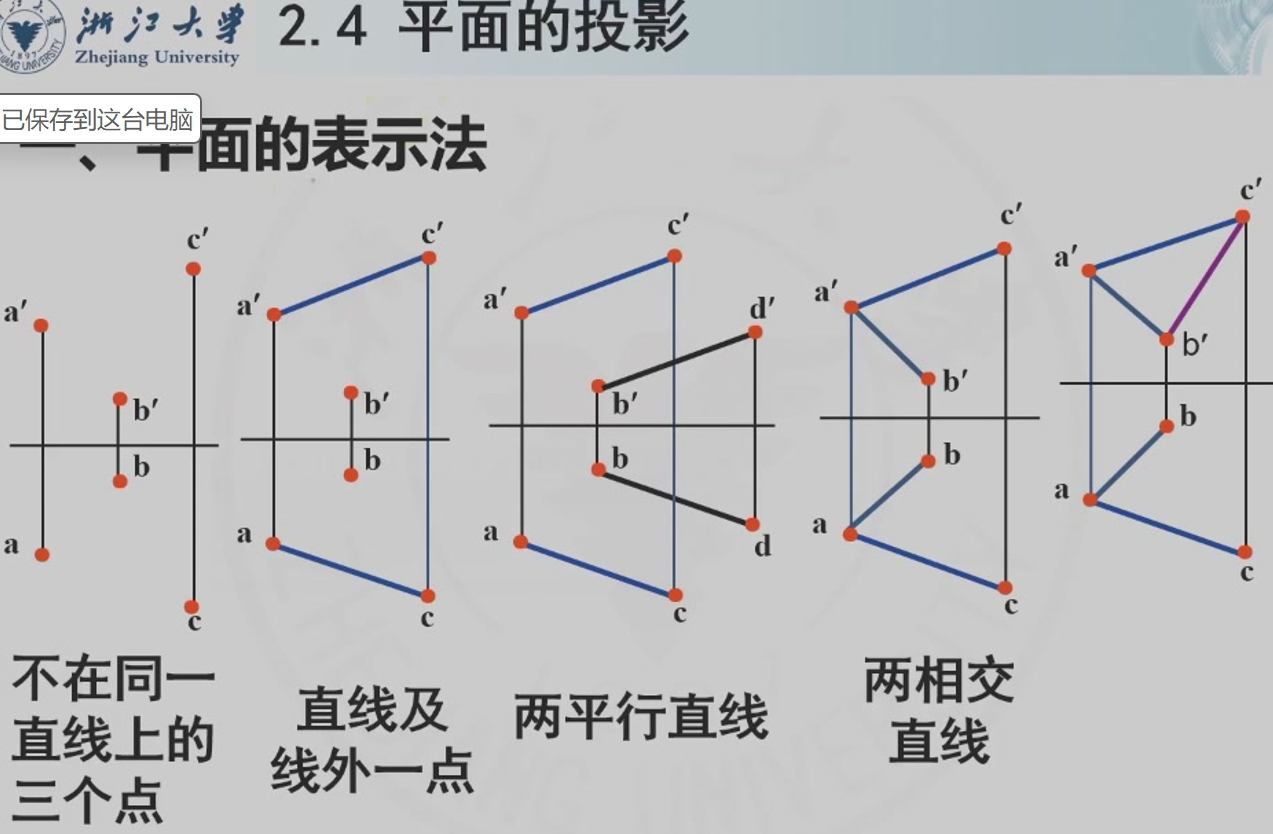 浙江大学
Zhejiang University
2.4 平面的投影
已保存到这台电脑
一、平面的表示法
c′
a′
b′
b
a
c
不在同一
直线上的
三个点
c′
a′
b′
b
a
c
直线及
线外一点
c′
a′
d′
b′
b
a
d
c
两平行直线
c′
a′
b′
b
a
c
两相交
直线
c′
a′
b′
b
a
c